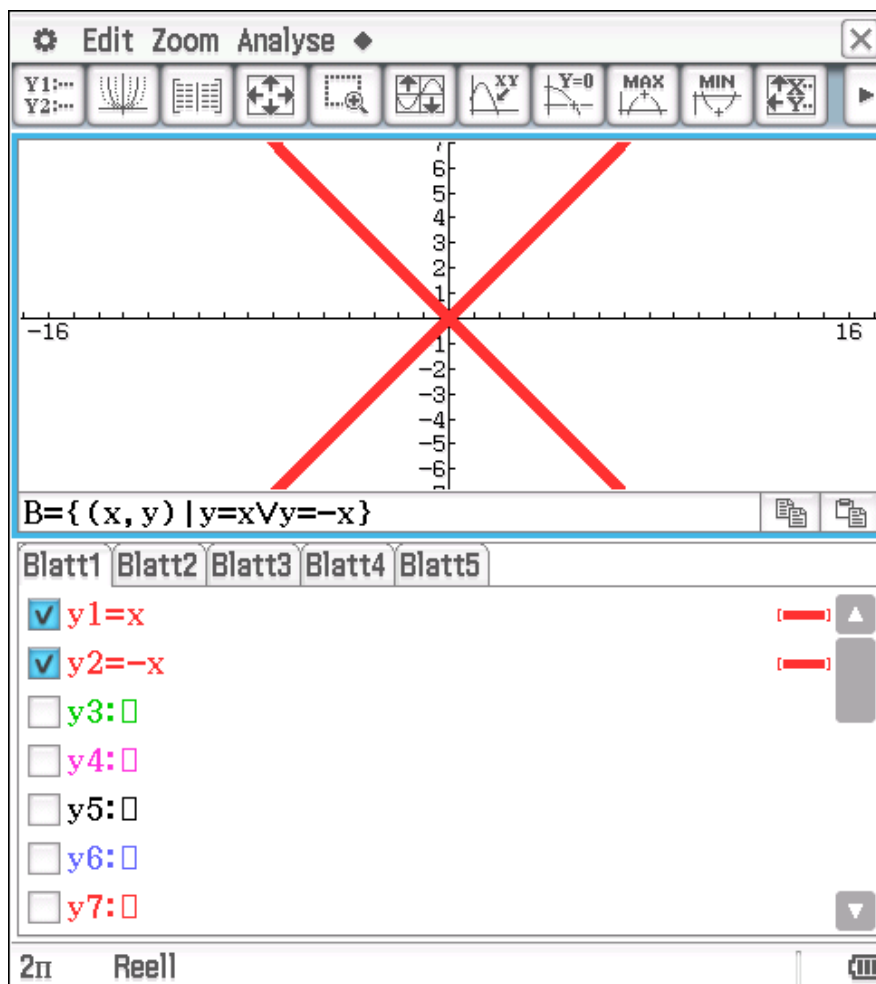 Edit Zoom Analyse ◆
Y1:… Y2:… XY Y=0 MAX MIN X‥ Y‥
7
6
5
4
3
2
1
-16 16
1
-2
-3
-4
-5
-6
B={(x,y)|y=x∨y=-x}
Blatt1 Blatt2 Blatt3 Blatt4 Blatt5
y1=x
y2=-x
y3:▯
y4:▯
y5:▯
y6:▯
y7:▯
2π Reell